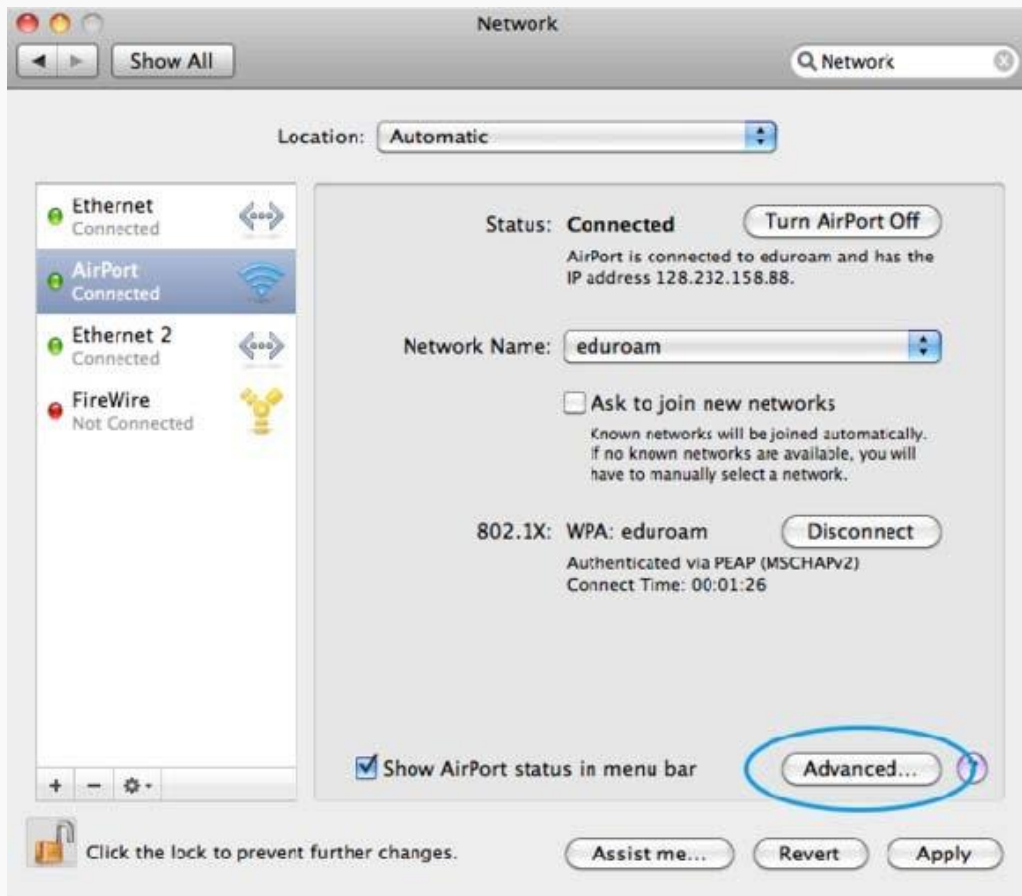 Network
Show All
Network
Location: Automatic
Ethernet
Connected
AirPort
Connected
Ethernet 2
Connected
FireWire
Not Connected
Status: Connected
Turn AirPort Off
AirPort is connected to eduroam and has the
IP address 128.232.158.88.
Network Name: eduroam
Ask to join new networks
Known networks will be joined automatically.
If no known networks are available, you will
have to manually select a network.
802.1X: WPA: eduroam
Disconnect
Authenticated via PEAP (MSCHAPv2)
Connect Time: 00:01:26
Show AirPort status in menu bar
Advanced...
?
+ −
Click the lock to prevent further changes.
Assist me...
Revert
Apply